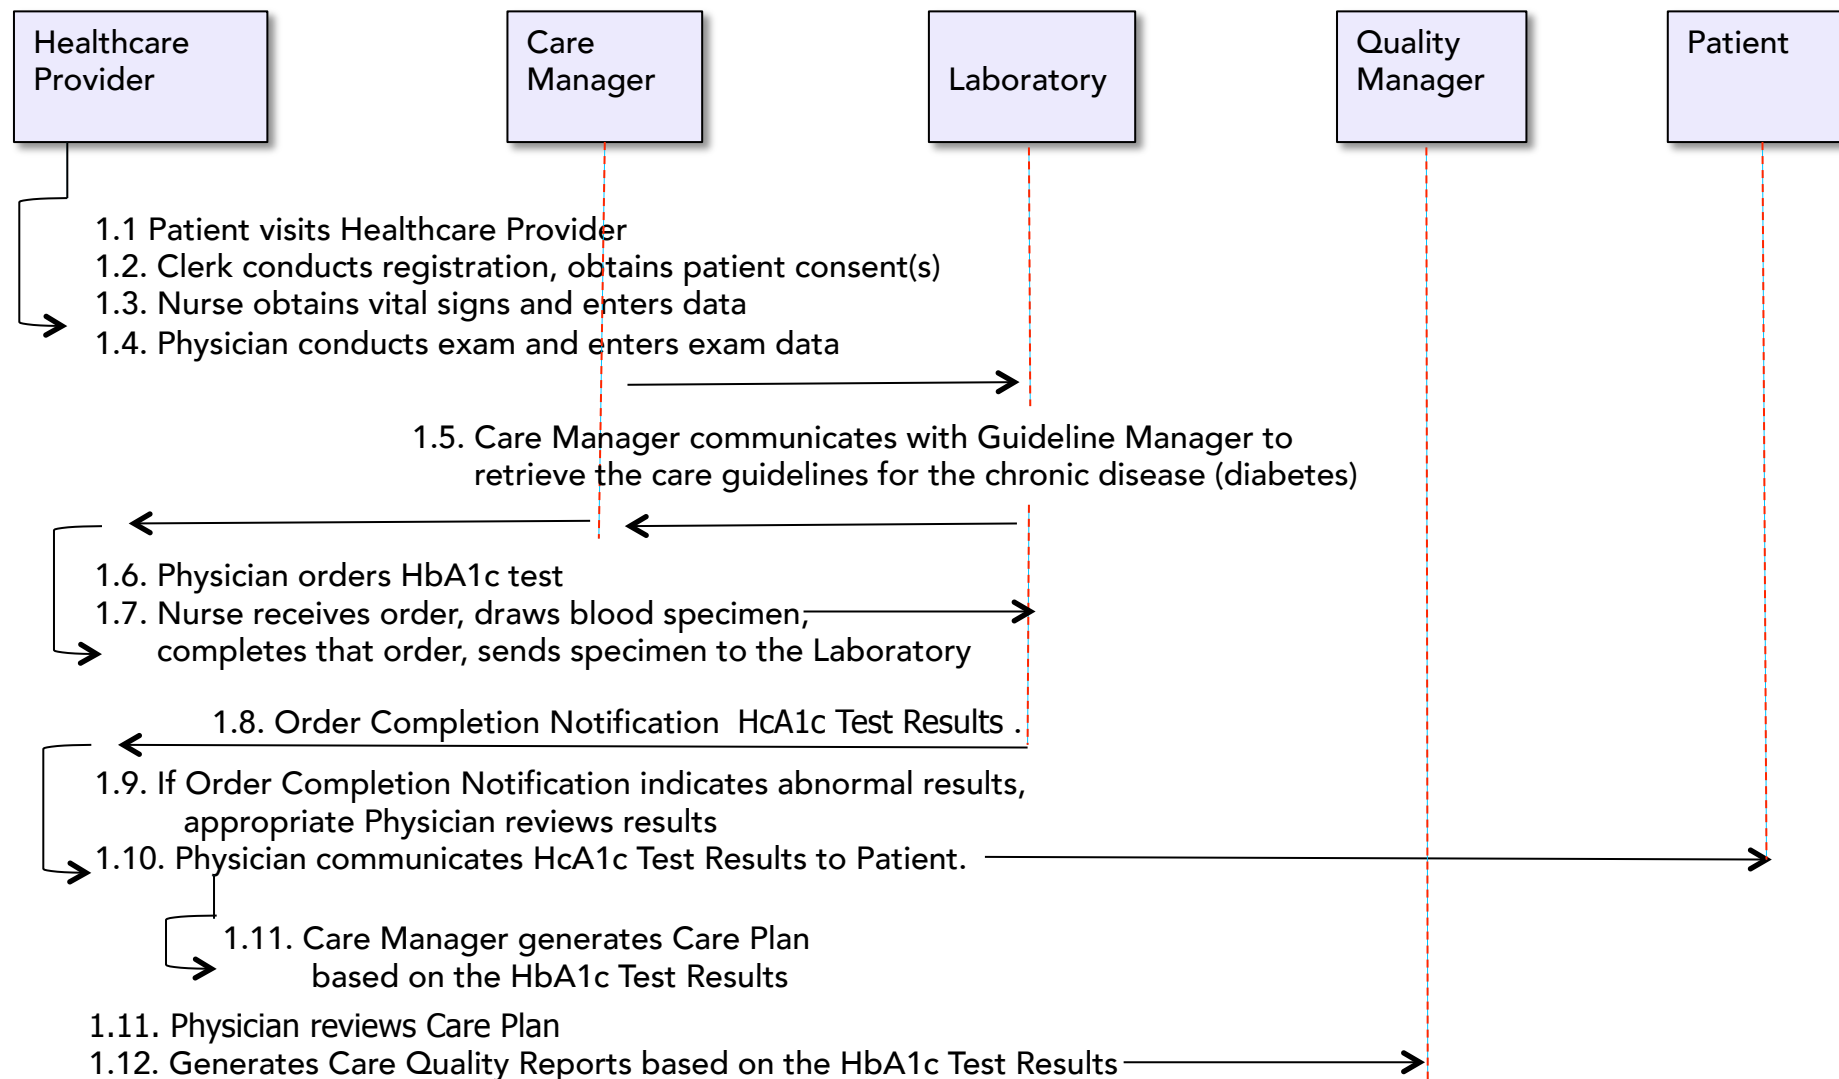 Healthcare
Provider
Care
Manager
Laboratory
Quality
Manager
Patient
1.1 Patient visits Healthcare Provider
1.2. Clerk conducts registration, obtains patient consent(s)
1.3. Nurse obtains vital signs and enters data
1.4. Physician conducts exam and enters exam data
1.5. Care Manager communicates with Guideline Manager to
retrieve the care guidelines for the chronic disease (diabetes)
1.6. Physician orders HbA1c test
1.7. Nurse receives order, draws blood specimen,
completes that order, sends specimen to the Laboratory
1.8. Order Completion Notification HcA1c Test Results .
1.9. If Order Completion Notification indicates abnormal results,
appropriate Physician reviews results
1.10. Physician communicates HcA1c Test Results to Patient.
1.11. Care Manager generates Care Plan
based on the HbA1c Test Results
1.11. Physician reviews Care Plan
1.12. Generates Care Quality Reports based on the HbA1c Test Results